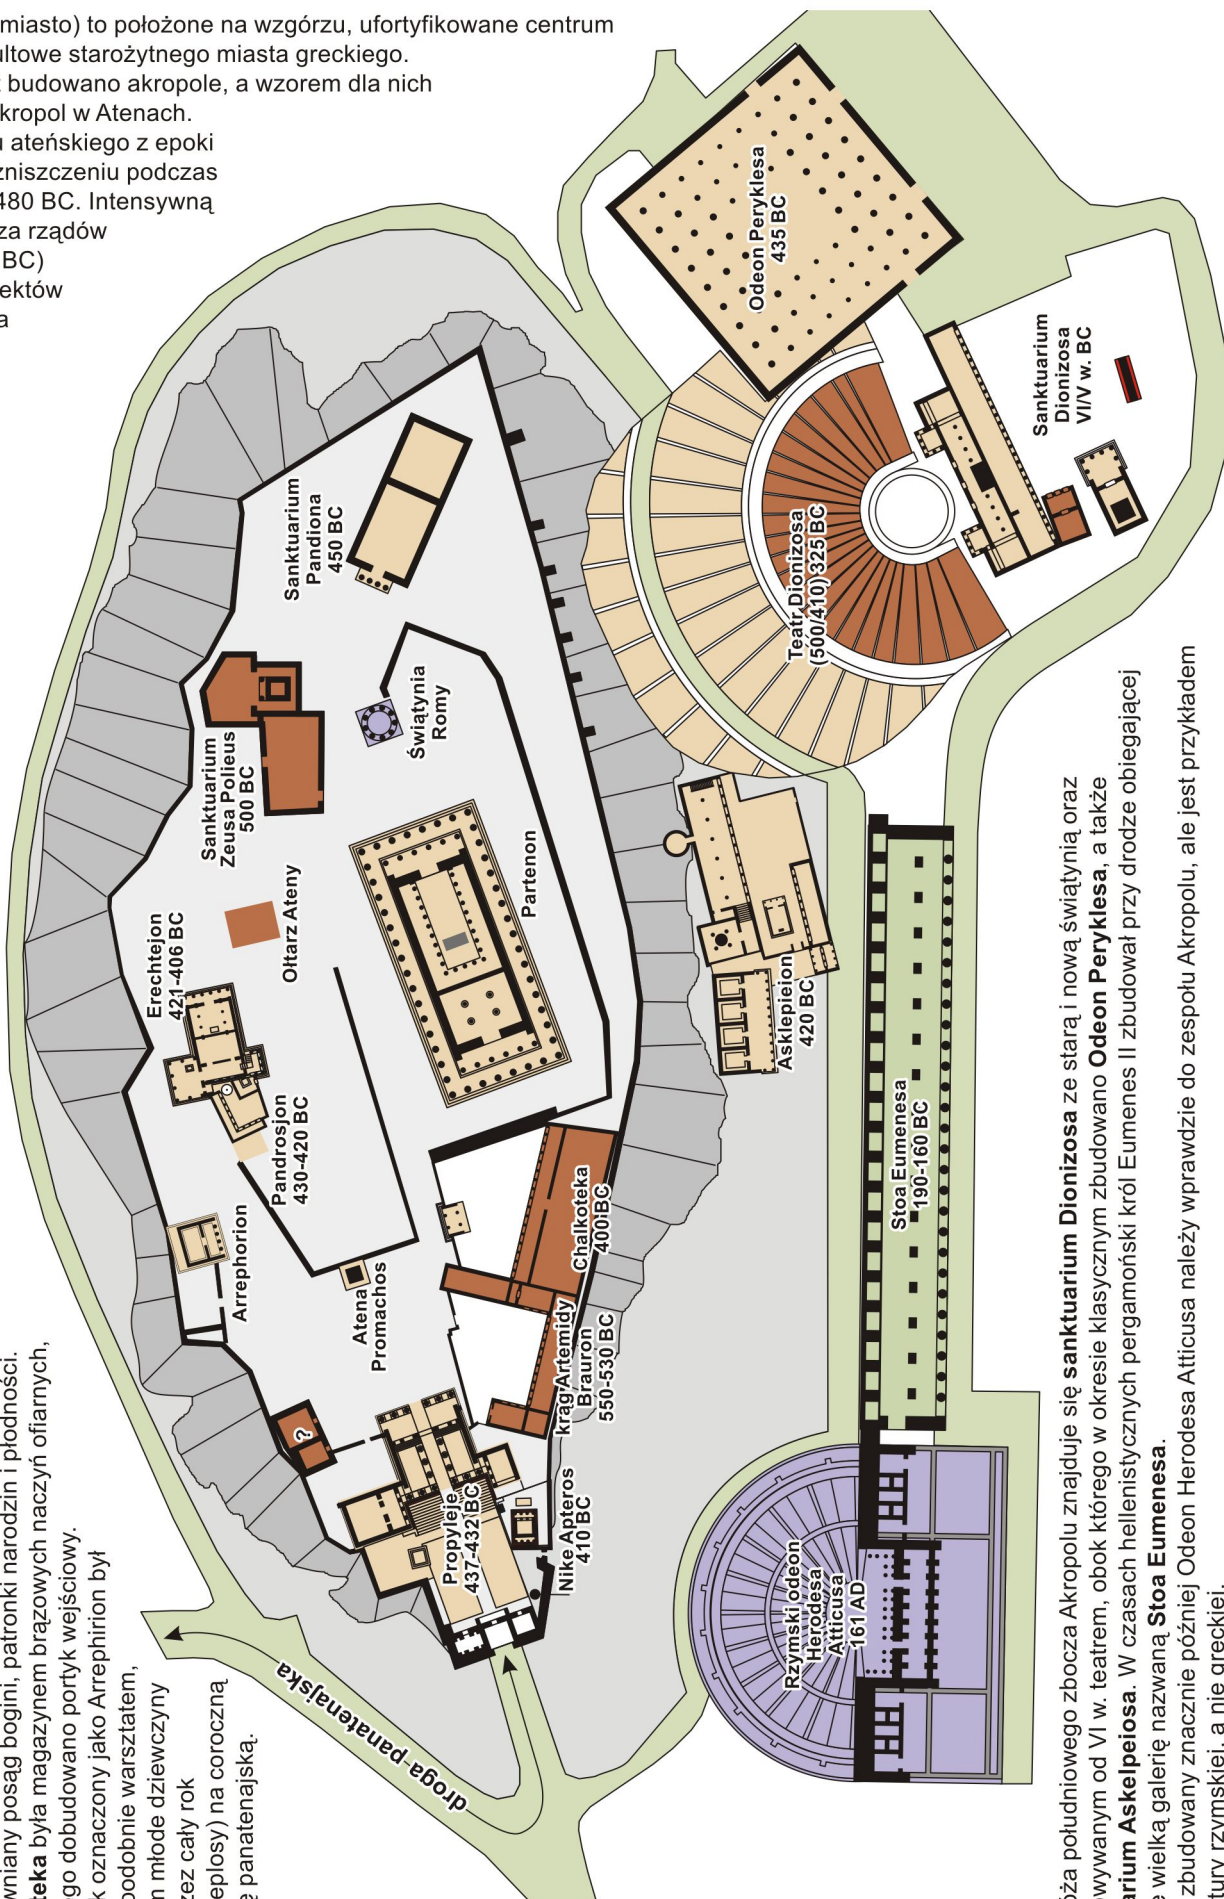 miasto) to położone na wzgórzu, ufortyfikowane centrum
ultowe starożytnego miasta greckiego.
budowano akropole, a wzorem dla nich
kropol w Atenach.
u ateńskiego z epoki
zniszczeniu podczas
480 BC. Intensywną
za rządów
BC)
ektów
a
Odeon Peryklesa
435 BC
Sanktuarium
Dionizosa
VI/V w. BC
Teatr Dionizosa
(500/410) 325 BC
Sanktuarium
Pandiona
450 BC
Świątynia
Romy
Sanktuarium
Zeusa Polieus
500 BC
Ołtarz Ateny
Partenon
Erechtejon
421-406 BC
Pandrosjon
430-420 BC
Arrephorion
Atena
Promachos
Chalkoteka
400 BC
krąg Artemidy
Brauron
550-530 BC
?
Propyleje
437-432 BC
Nike Apteros
410 BC
Asklepieion
420 BC
Stoa Eumenesa
190-160 BC
Rzymski odeon
Herodesa
Atticusa
161 AD
droga panatenajska
wniany posąg bogini, patronki narodzin i płodności.
teka była magazynem brązowych naczyń ofiarnych,
go dobudowano portyk wejściowy.
k oznaczony jako Arrephirion był
podobnie warsztatem,
m młode dziewczyny
zez cały rok
eplosy) na coroczną
ę panatenajską.
óża południowego zbocza Akropolu znajduje się sanktuarium Dionizosa ze starą i nową świątynią oraz
owywanym od VI w. teatrem, obok którego w okresie klasycznym zbudowano Odeon Peryklesa, a także
arium Askelpeiosa. W czasach hellenistycznych pergamoński król Eumenes II zbudował przy drodze obiegającej
e wielką galerię nazwaną Stoa Eumenesa.
zbudowany znacznie później Odeon Herodesa Atticusa należy wprawdzie do zespołu Akropolu, ale jest przykładem
tury rzymskiej, a nie greckiej.